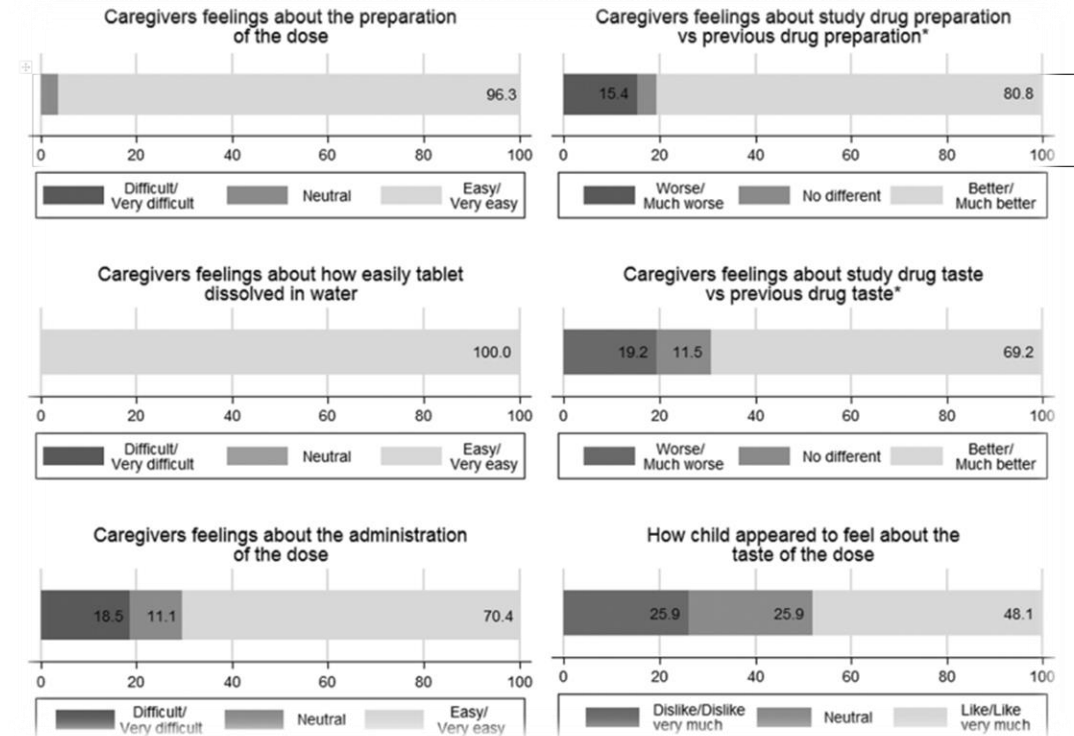 Caregivers feelings about the preparation
of the dose
96.3
0 20 40 60 80 100
Difficult/
Very difficult
Neutral
Easy/
Very easy
Caregivers feelings about study drug preparation
vs previous drug preparation*
15.4 80.8
0 20 40 60 80 100
Worse/
Much worse
No different
Better/
Much better
Caregivers feelings about how easily tablet
dissolved in water
100.0
0 20 40 60 80 100
Difficult/
Very difficult
Neutral
Easy/
Very easy
Caregivers feelings about study drug taste
vs previous drug taste*
19.2 11.5 69.2
0 20 40 60 80 100
Worse/
Much worse
No different
Better/
Much better
Caregivers feelings about the administration
of the dose
18.5 11.1 70.4
0 20 40 60 80 100
Difficult/
Very difficult
Neutral
Easy/
Very easy
How child appeared to feel about the
taste of the dose
25.9 25.9 48.1
0 20 40 60 80 100
Dislike/Dislike
very much
Neutral
Like/Like
very much